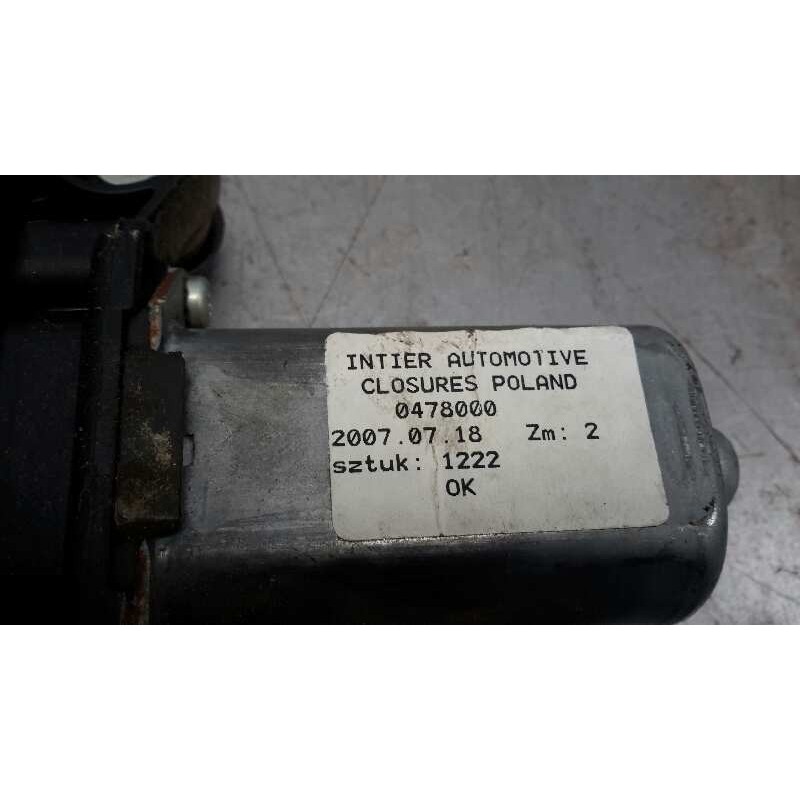 INTIER AUTOMOTIVE
CLOSURES POLAND
0478000
2007.07.18 Zm: 2
sztuk: 1222
OK